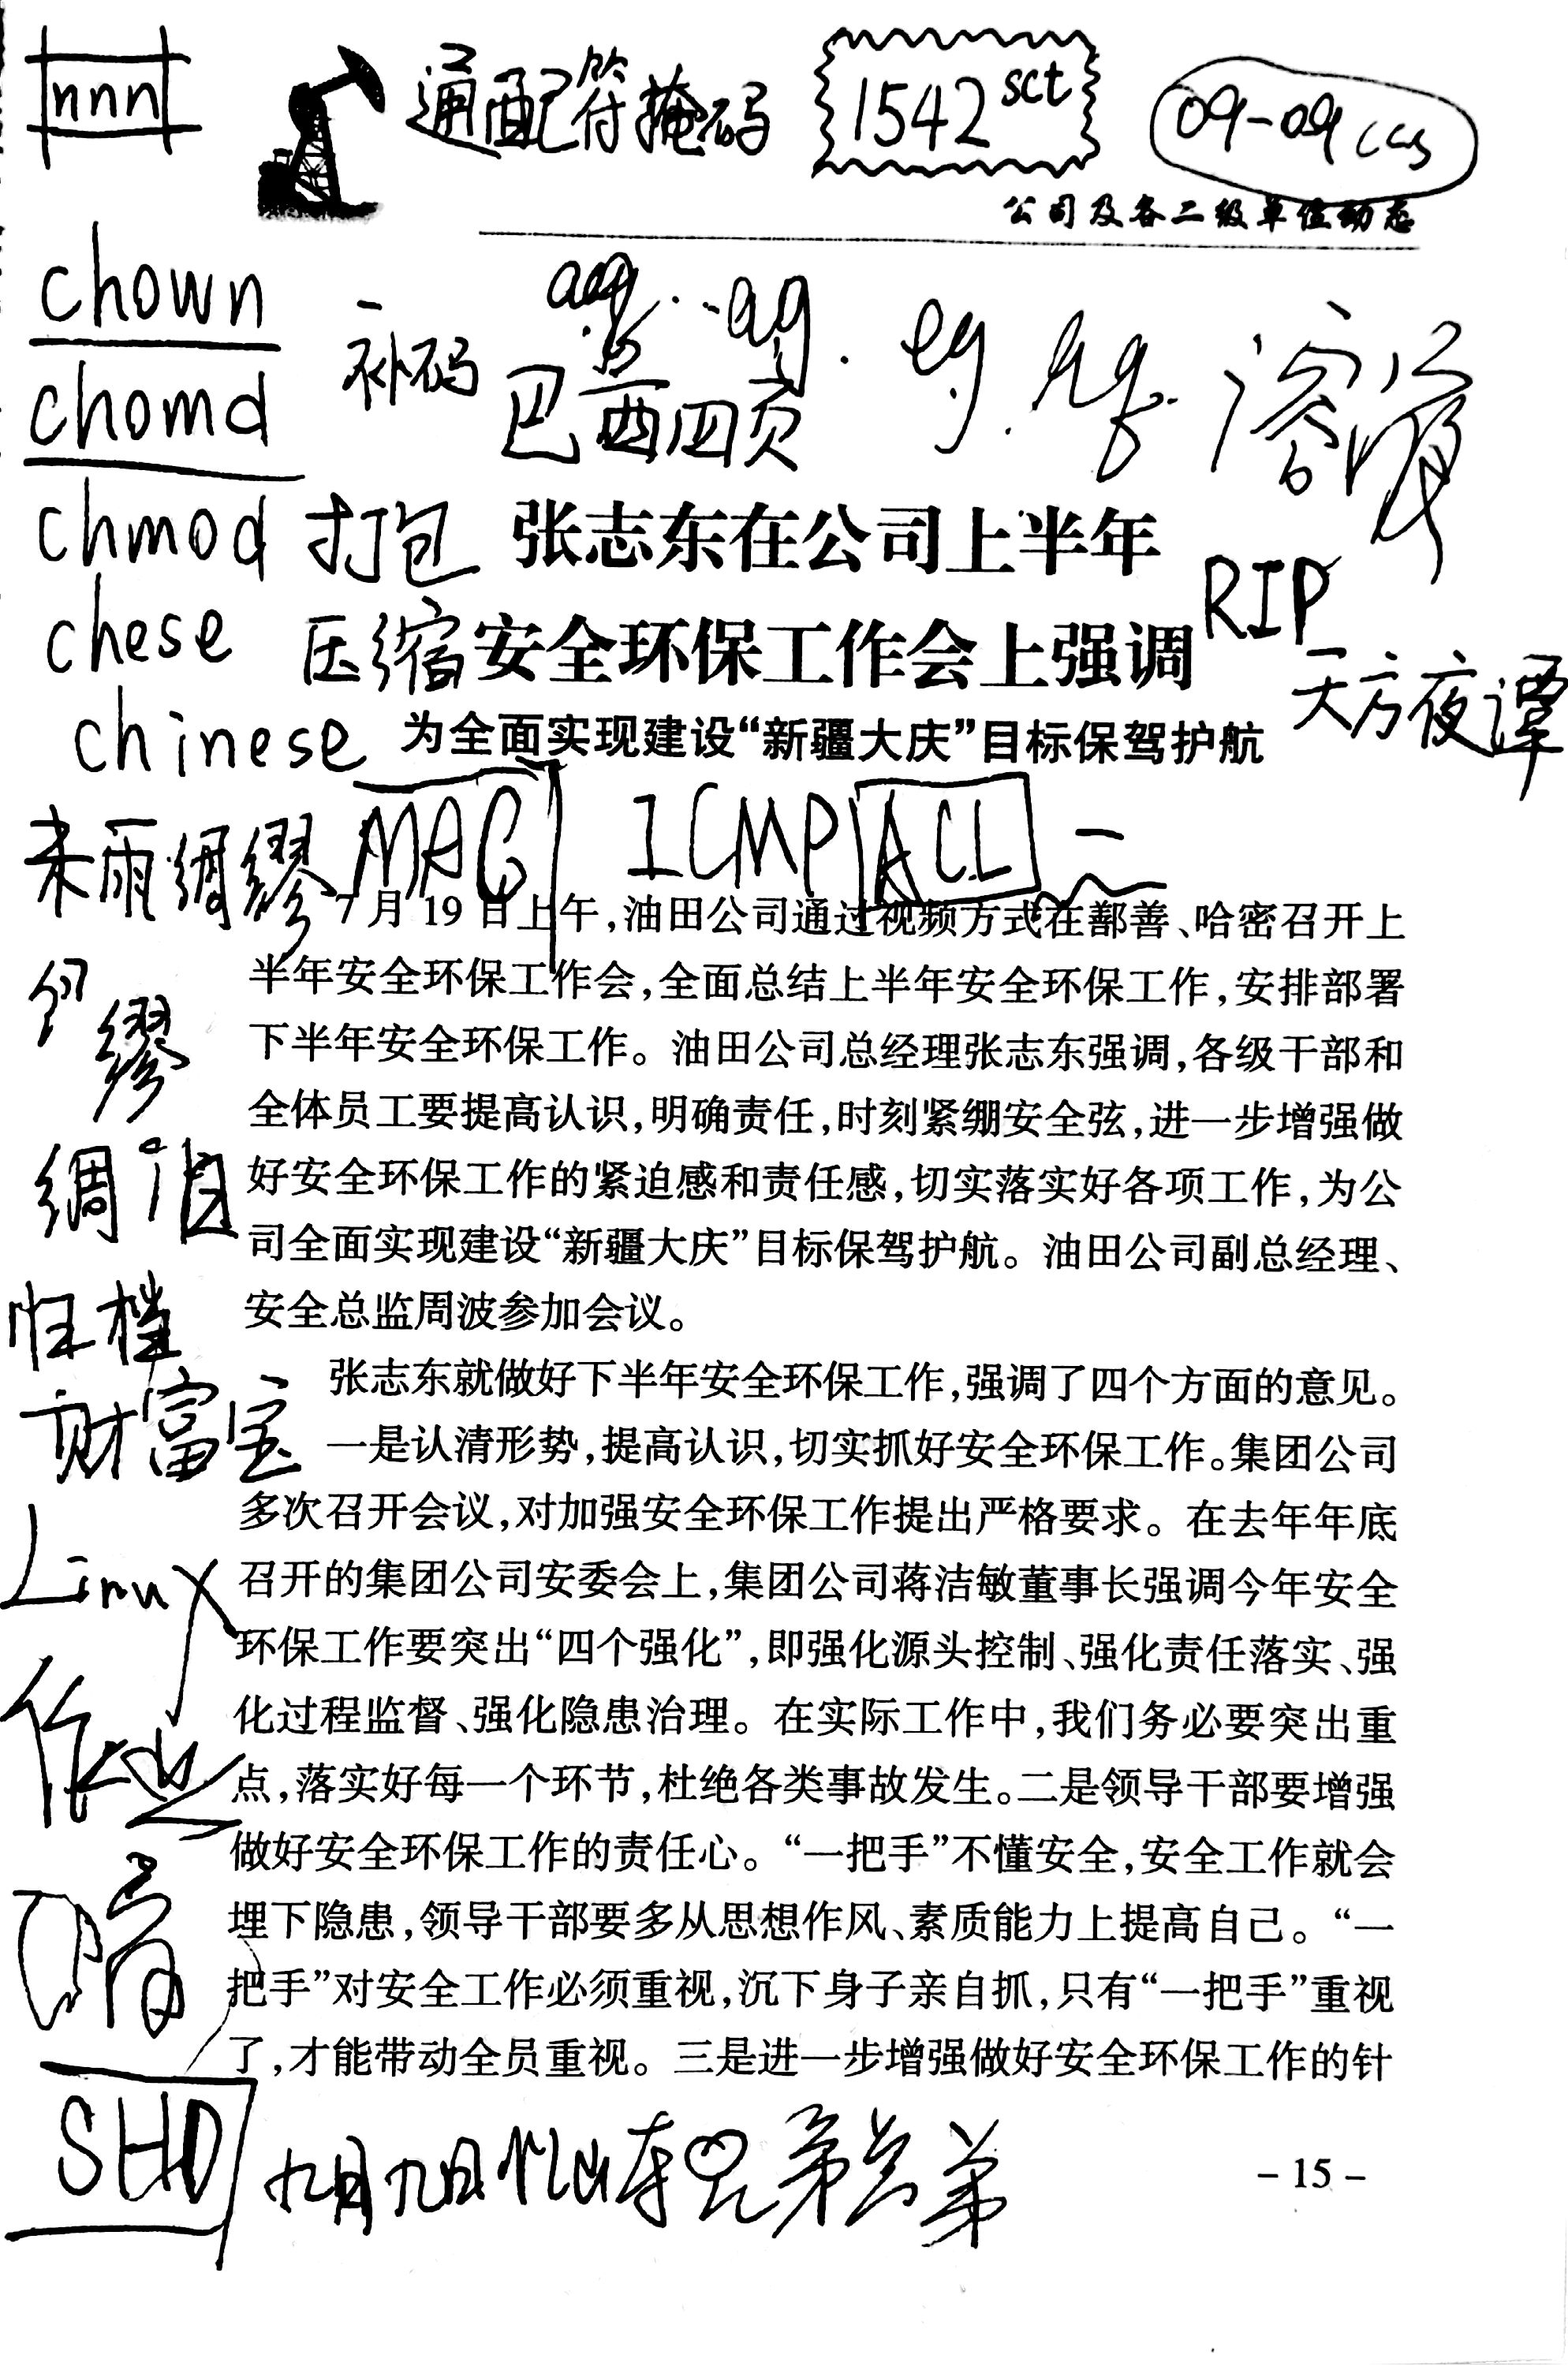 nnn
通配符掩码
1542 sct
09-09
公司及各二级单位动态
chown
补码
巴西四页
eg.
chomd
chmod 打包
张志东在公司上半年
RIP
chese 压缩
安全环保工作会上强调
天方夜谭
chinese
为全面实现建设“新疆大庆”目标保驾护航
MAC ICMP ACL
未雨绸缪
7月19日上午,油田公司通过视频方式在鄯善、哈密召开上
半年安全环保工作会,全面总结上半年安全环保工作,安排部署
下半年安全环保工作。油田公司总经理张志东强调,各级干部和
缪
全体员工要提高认识,明确责任,时刻紧绷安全弦,进一步增强做
好安全环保工作的紧迫感和责任感,切实落实好各项工作,为公
绸
司全面实现建设“新疆大庆”目标保驾护航。油田公司副总经理、
安全总监周波参加会议。
归档
张志东就做好下半年安全环保工作,强调了四个方面的意见。
财富宝
一是认清形势,提高认识,切实抓好安全环保工作。集团公司
多次召开会议,对加强安全环保工作提出严格要求。在去年年底
Linux
召开的集团公司安委会上,集团公司蒋洁敏董事长强调今年安全
环保工作要突出“四个强化”,即强化源头控制、强化责任落实、强
化过程监督、强化隐患治理。在实际工作中,我们务必要突出重
作业
点,落实好每一个环节,杜绝各类事故发生。二是领导干部要增强
做好安全环保工作的责任心。“一把手”不懂安全,安全工作就会
埋下隐患,领导干部要多从思想作风、素质能力上提高自己。“一
把手”对安全工作必须重视,沉下身子亲自抓,只有“一把手”重视
了,才能带动全员重视。三是进一步增强做好安全环保工作的针
SHD
九月九日忆山东兄弟兄弟
- 15 -